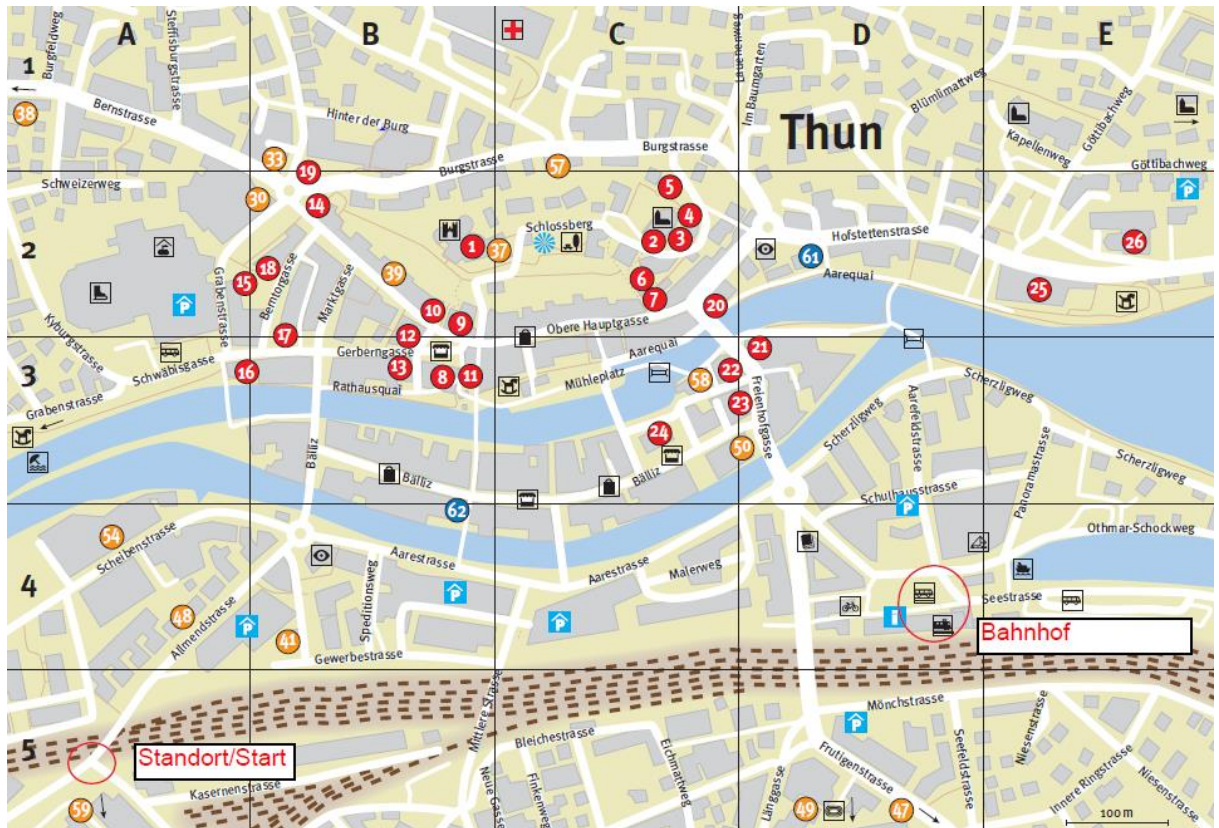 A
B
C
D
E
1
2
3
4
5
Thun
Burgfeldweg
Steffisburgstrasse
Bernstrasse
38
33
19
Hinter der Burg
Burgstrasse
57
Burgstrasse
Lauenenweg
Im Baumgarten
Blümlimattweg
Kapellenweg
Göttibachweg
Göttibachweg
P
Schweizerweg
30
14
5
4
3
2
1
37
Schlossberg
Hofstettenstrasse
61
26
39
18
15
Berntorgasse
Marktgasse
Grabenstrasse
P
6
7
20
Aarequai
25
10
9
17
12
Obere Hauptgasse
Kyburgstrasse
Schwäbisgasse
Gerberngasse
16
13
8
11
Rathausquai
Mühleplatz
Aarequai
58
22
21
23
Freienhofgasse
Scherzligweg
Grabenstrasse
24
50
Scherzligweg
Aarefeldstrasse
Panoramastrasse
Scherzligweg
Bälliz
Bälliz
Bälliz
Schulhausstrasse
P
62
54
Scheibenstrasse
Aarestrasse
Aarestrasse
Malerweg
Othmar-Schockweg
Seestrasse
48
Allmendstrasse
P
41
Speditionsweg
P
P
i
Bahnhof
Gewerbestrasse
Standort/Start
Mittlere Strasse
Bleichestrasse
Mönchstrasse
P
Kasernenstrasse
59
Neue Gasse
Finkenweg
Eichmattweg
Länggasse
49
Frutigenstrasse
47
Seefeldstrasse
Niesenstrasse
Innere Ringstrasse
Niesenstrasse
100 m